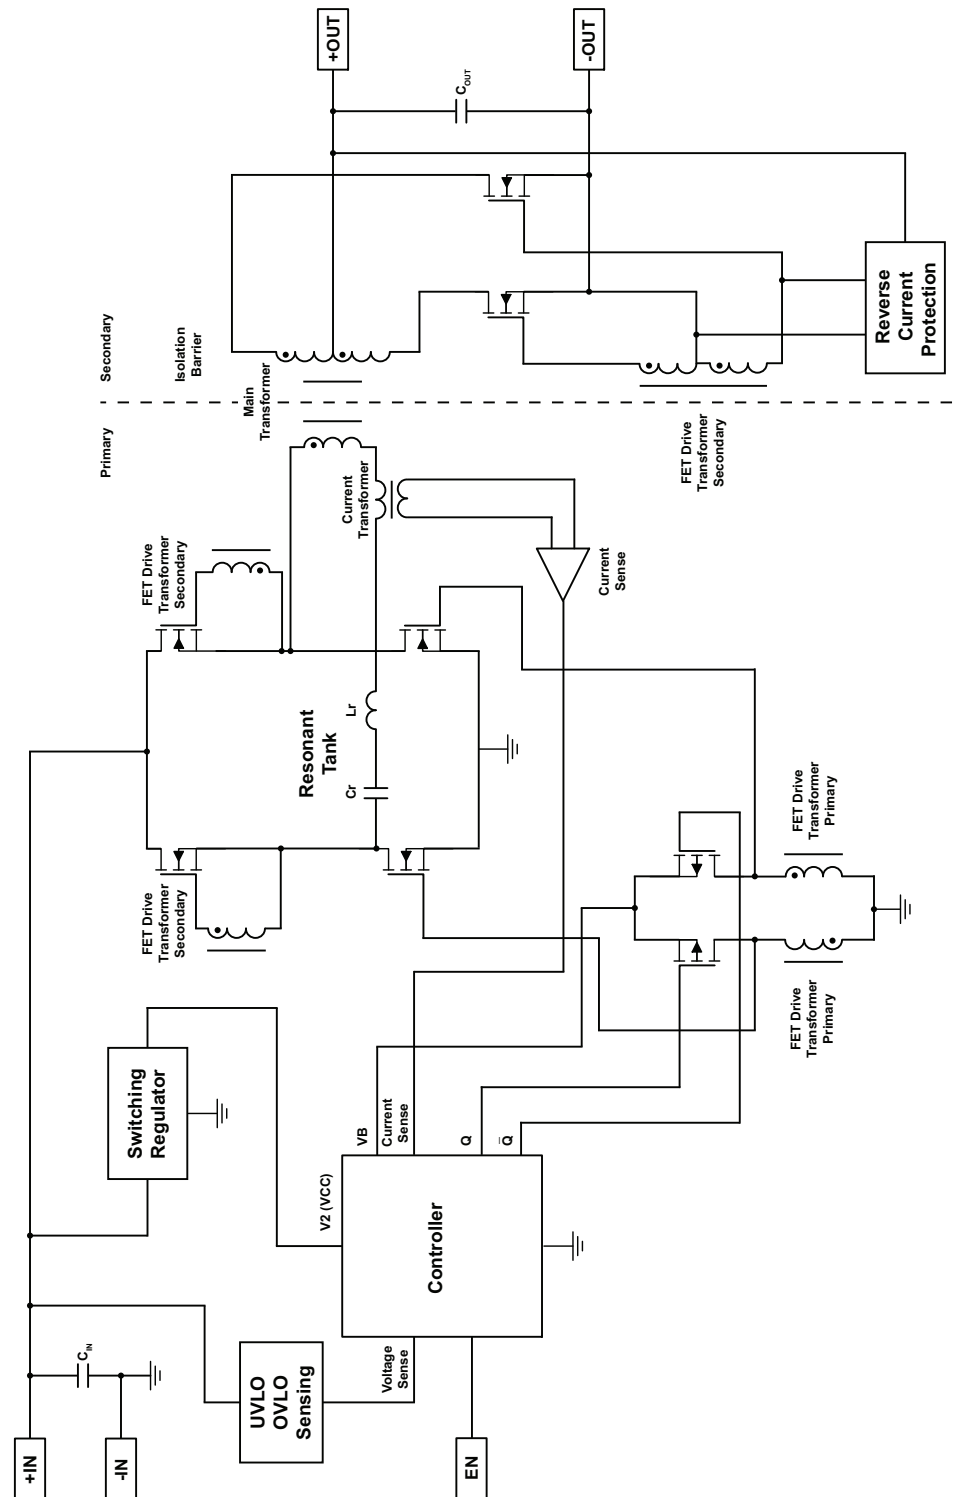 +OUT
-OUT
C OUT
Secondary
Isolation
Barrier
Main
Transformer
Reverse
Current
Protection
Primary
FET Drive
Transformer
Secondary
Current
Transformer
Current
Sense
FET Drive
Transformer
Secondary
Resonant
Tank
Lr
Cr
FET Drive
Transformer
Secondary
FET Drive
Transformer
Primary
FET Drive
Transformer
Primary
Switching
Regulator
V2 (VCC)
VB
Current
Sense
Q
Q̅
Controller
Voltage
Sense
C IN
UVLO
OVLO
Sensing
+IN
-IN
EN